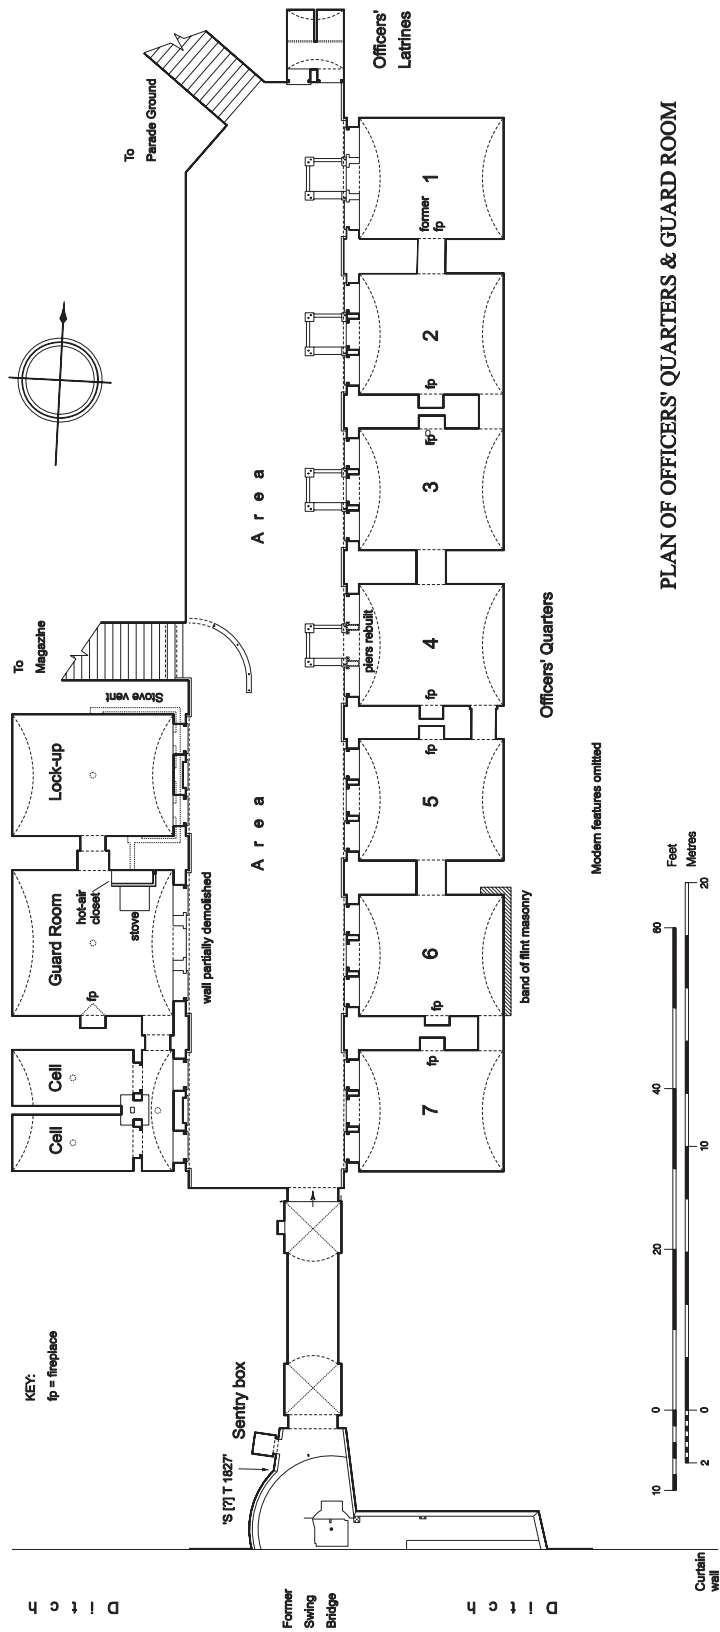 PLAN OF OFFICERS' QUARTERS & GUARD ROOM
Officers'
Latrines
To
Parade Ground
To
Magazine
Stove vent
Lock-up
Guard Room
hot-air
closet
stove
fp
Cell
Cell
wall partially demolished
A r e a
A r e a
1
former
fp
2
fp
3
fp
4
fp
piers rebuilt
5
fp
6
fp
7
fp
Officers' Quarters
band of flint masonry
Modern features omitted
KEY:
fp = fireplace
Sentry box
'S [?] T 1827'
Former
Swing
Bridge
D i t c h
D i t c h
Curtain
wall
10 0 20 40 60 Feet
2 0 10 20 Metres